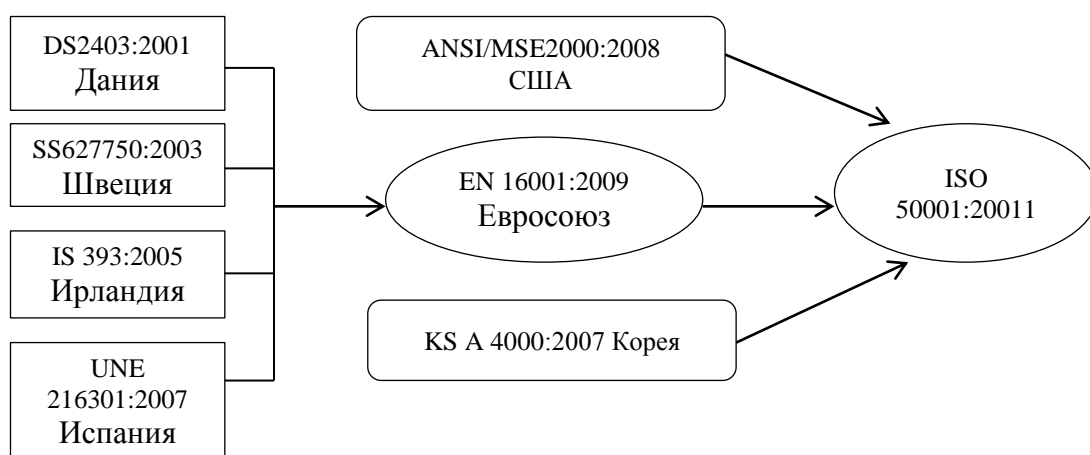 DS2403:2001
Дания
SS627750:2003
Швеция
IS 393:2005
Ирландия
UNE
216301:2007
Испания
ANSI/MSE2000:2008
США
EN 16001:2009
Евросоюз
KS A 4000:2007 Корея
ISO
50001:20011